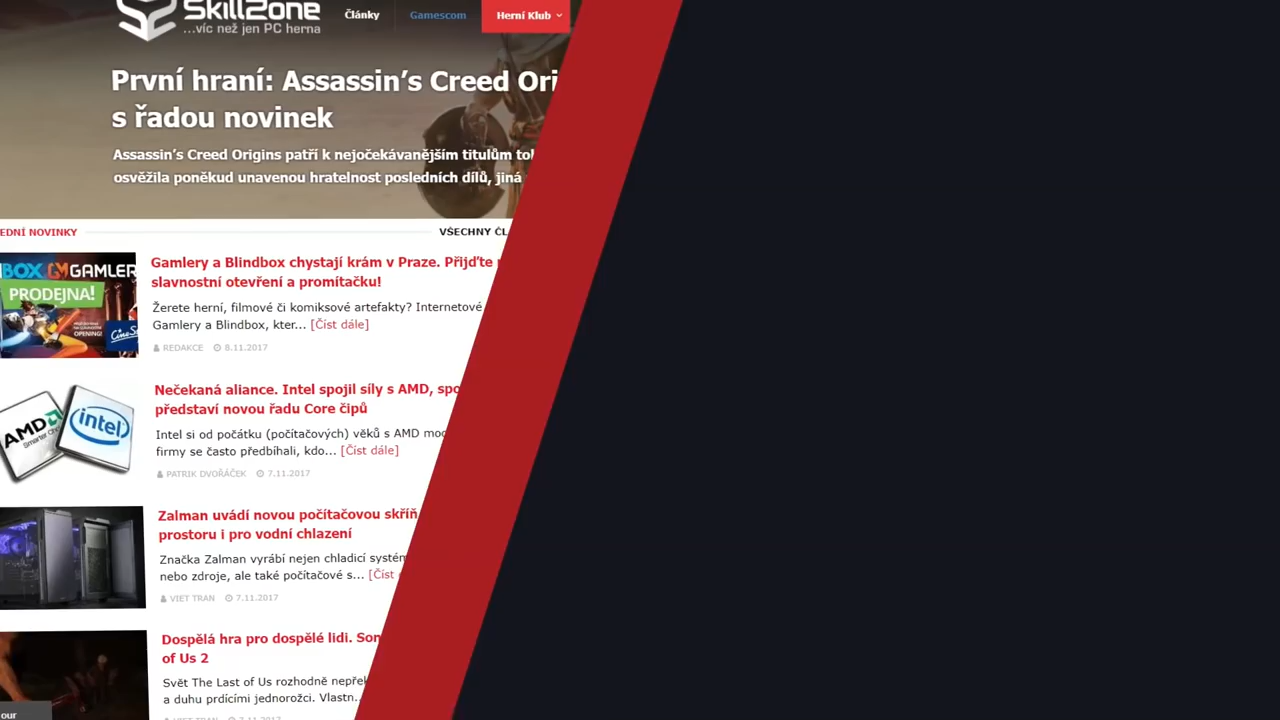 SkillZone
...víc než jen PC herna
Články
Gamescom
Herní Klub
První hraní: Assassin's Creed Ori
s řadou novinek
Assassin's Creed Origins patří k nejočekávanějším titulům
osvěžila poněkud unavenou hratelnost posledních dílů, jiná
EDNÍ NOVINKY
VŠECHNY ČL
BOX GAMLER
PRODEJNA!
OPENING!
Gamlery a Blindbox chystají krám v Praze. Přijďte
slavnostní otevření a promítačku!
Žerete herní, filmové či komiksové artefakty? Internetové
Gamlery a Blindbox, kter... [Číst dále]
REDAKCE 8.11.2017
AMD
intel
Nečekaná aliance. Intel spojil síly s AMD, spo
představí novou řadu Core čipů
Intel si od počátku (počítačových) věků s AMD
firmy se často předbíhali, kdo... [Číst dále]
PATRIK DVOŘÁČEK 7.11.2017
Zalman uvádí novou počítačovou skříň
prostoru i pro vodní chlazení
Značka Zalman vyrábí nejen chladicí systém
nebo zdroje, ale také počítačové s... [Číst
VIET TRAN 7.11.2017
Dospělá hra pro dospělé lidi. Son
of Us 2
Svět The Last of Us rozhodně nepřek
a duhu prdícími jednorožci. Vlastn...
our